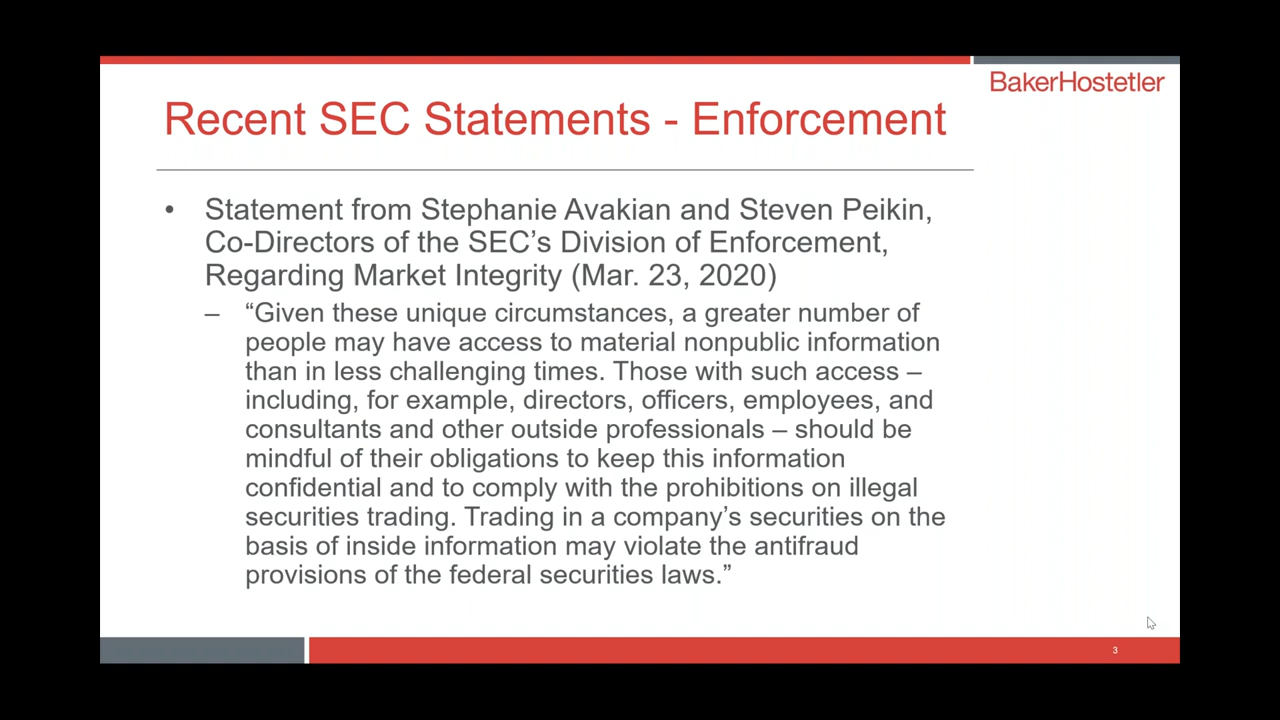 BakerHostetler
Recent SEC Statements - Enforcement
• Statement from Stephanie Avakian and Steven Peikin,
Co-Directors of the SEC’s Division of Enforcement,
Regarding Market Integrity (Mar. 23, 2020)
– “Given these unique circumstances, a greater number of
people may have access to material nonpublic information
than in less challenging times. Those with such access –
including, for example, directors, officers, employees, and
consultants and other outside professionals – should be
mindful of their obligations to keep this information
confidential and to comply with the prohibitions on illegal
securities trading. Trading in a company’s securities on the
basis of inside information may violate the antifraud
provisions of the federal securities laws.”
3